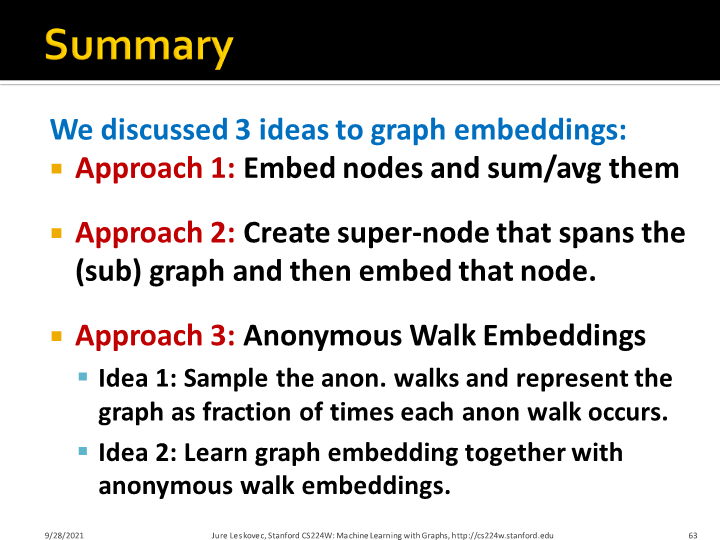 Summary
We discussed 3 ideas to graph embeddings:
Approach 1: Embed nodes and sum/avg them
Approach 2: Create super-node that spans the
(sub) graph and then embed that node.
Approach 3: Anonymous Walk Embeddings
Idea 1: Sample the anon. walks and represent the
graph as fraction of times each anon walk occurs.
Idea 2: Learn graph embedding together with
anonymous walk embeddings.
9/28/2021 Jure Leskovec, Stanford CS224W: Machine Learning with Graphs, http://cs224w.stanford.edu 63